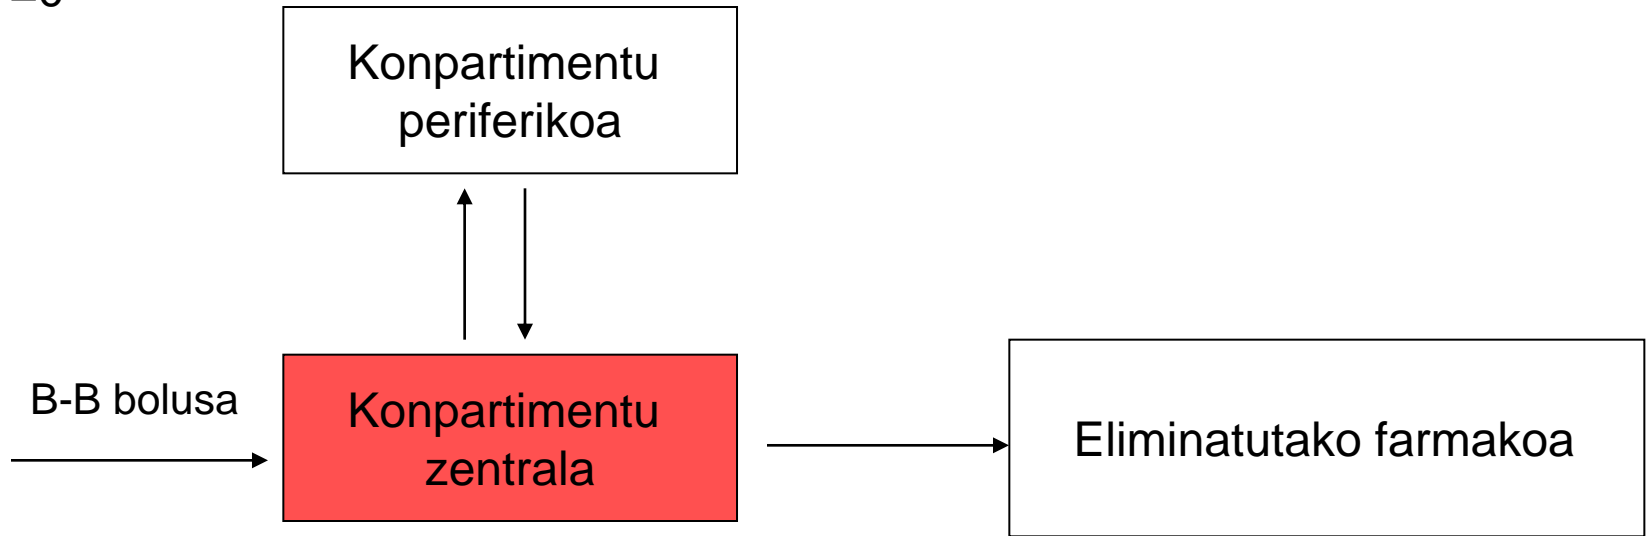 Konpartimentu
periferikoa
B-B bolusa
Konpartimentu
zentrala
Eliminatutako farmakoa